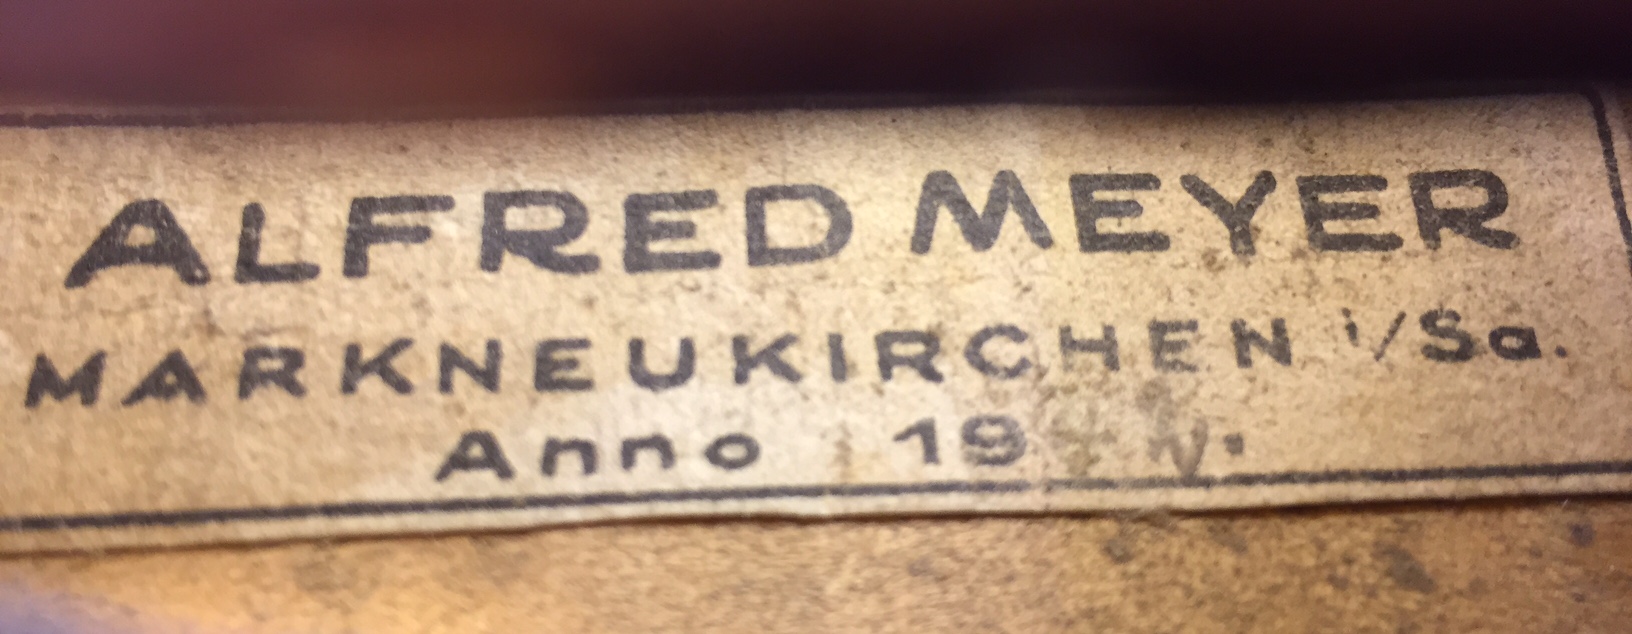 ALFRED MEYER
MARKNEUKIRCHEN i/Sa.
Anno 19